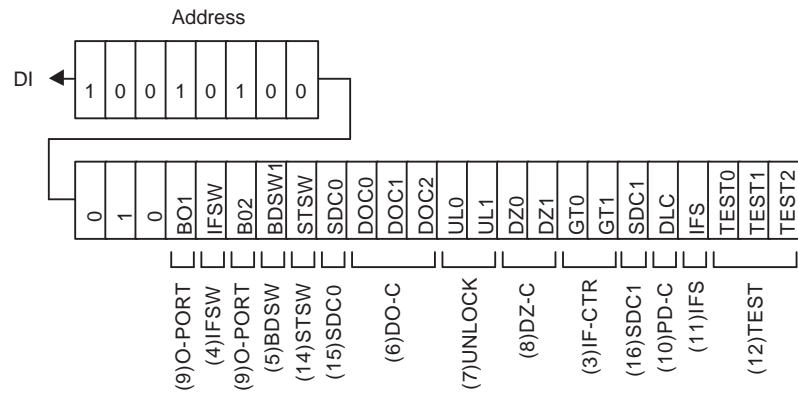 Address
DI
1 0 0 1 0 1 0 0
0 1 0 BO1 IFSW B02 BDSW1 STSW SDC0 DOC0 DOC1 DOC2 UL0 UL1 DZ0 DZ1 GT0 GT1 SDC1 DLC IFS TEST0 TEST1 TEST2
(9)O-PORT (4)IFSW (9)O-PORT (5)BDSW (14)STSW (15)SDC0 (6)DO-C (7)UNLOCK (8)DZ-C (3)IF-CTR (16)SDC1 (10)PD-C (11)IFS (12)TEST